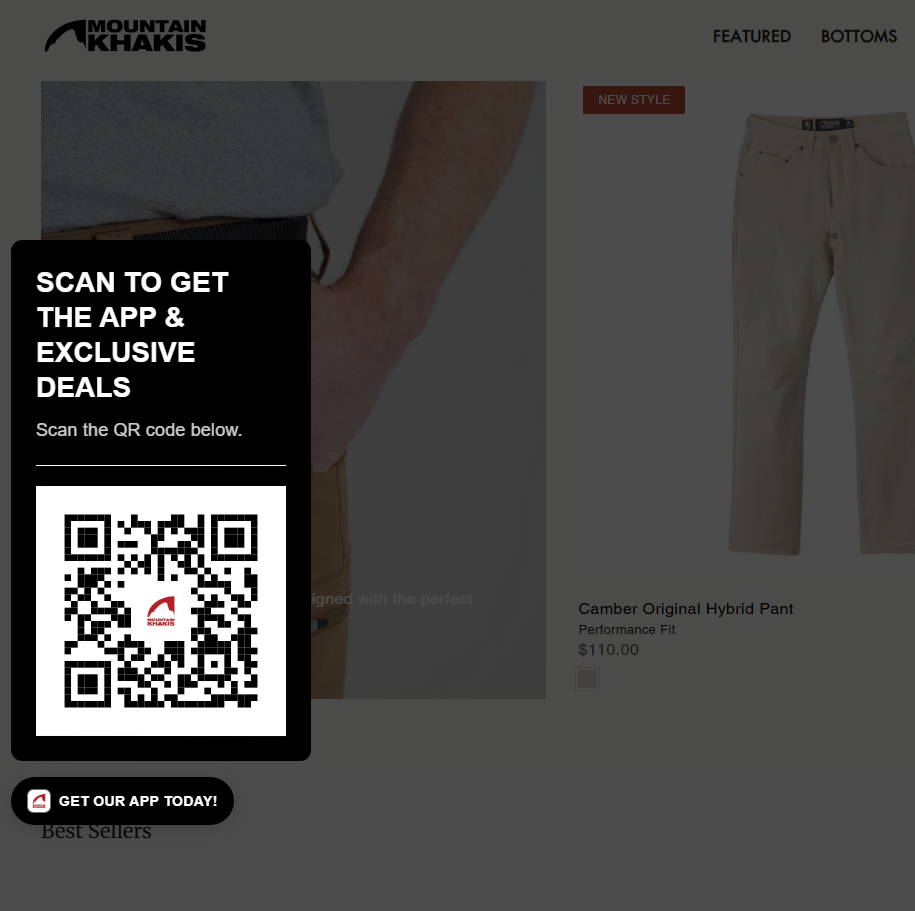 MOUNTAIN
KHAKIS
FEATURED
BOTTOMS
NEW STYLE
SCAN TO GET
THE APP &
EXCLUSIVE
DEALS
Scan the QR code below.
MOUNTAIN
KHAKIS
igned with the perfect
Camber Original Hybrid Pant
Performance Fit
$110.00
GET OUR APP TODAY!
Best Sellers